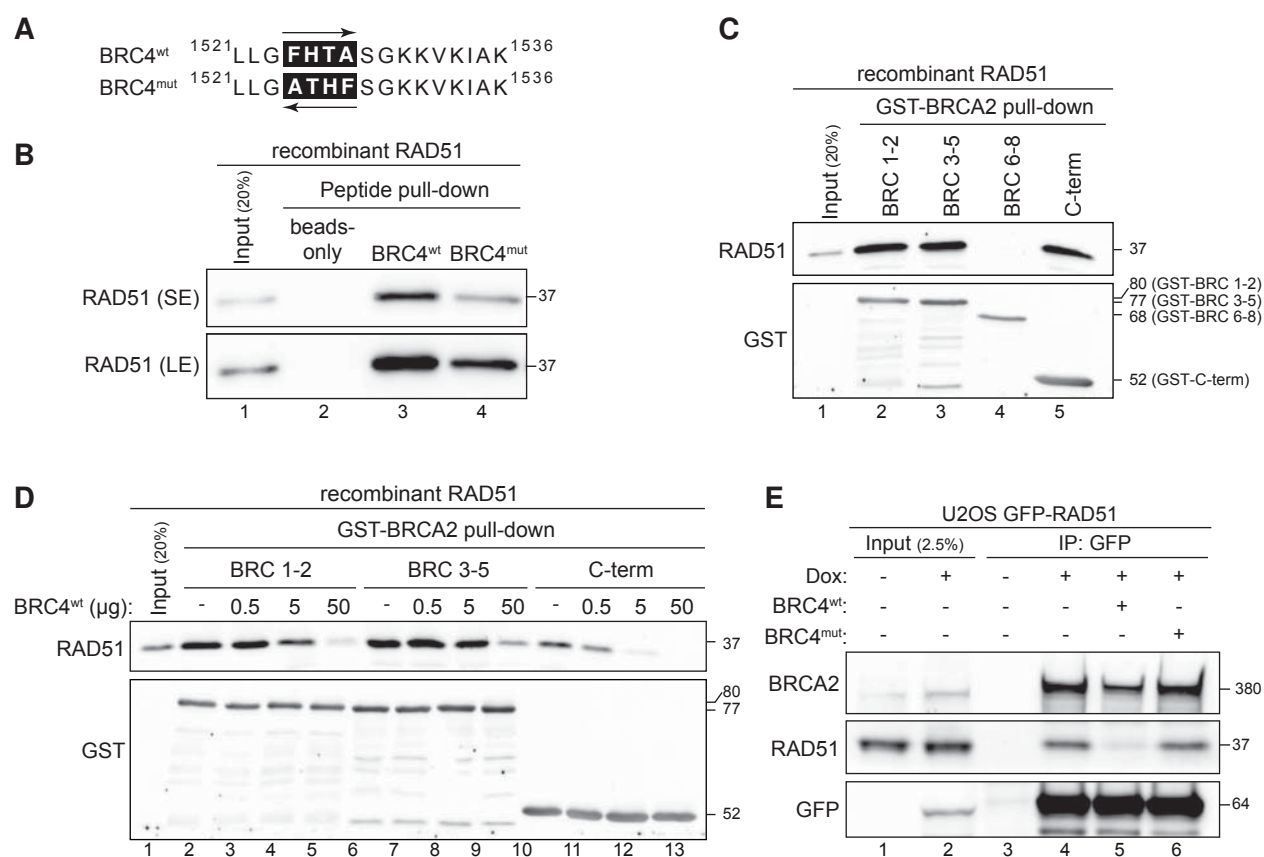 A
BRC4wt 1521LLGFHTASGKKVKIAK1536
BRC4mut 1521LLGATHFSGKKVKIAK1536
B
recombinant RAD51
Peptide pull-down
Input (20%)
beads-only
BRC4wt
BRC4mut
RAD51 (SE)
37
RAD51 (LE)
37
1 2 3 4
C
recombinant RAD51
GST-BRCA2 pull-down
Input (20%)
BRC 1-2
BRC 3-5
BRC 6-8
C-term
RAD51
37
GST
80 (GST-BRC 1-2)
77 (GST-BRC 3-5)
68 (GST-BRC 6-8)
52 (GST-C-term)
1 2 3 4 5
D
recombinant RAD51
GST-BRCA2 pull-down
Input (20%)
BRC 1-2 BRC 3-5 C-term
BRC4wt (µg): - 0.5 5 50 - 0.5 5 50 - 0.5 5 50
RAD51
37
GST
80
77
52
1 2 3 4 5 6 7 8 9 10 11 12 13
E
U2OS GFP-RAD51
Input (2.5%) IP: GFP
Dox: - + - + + +
BRC4wt: - - - - + -
BRC4mut: - - - - - +
BRCA2
380
RAD51
37
GFP
64
1 2 3 4 5 6